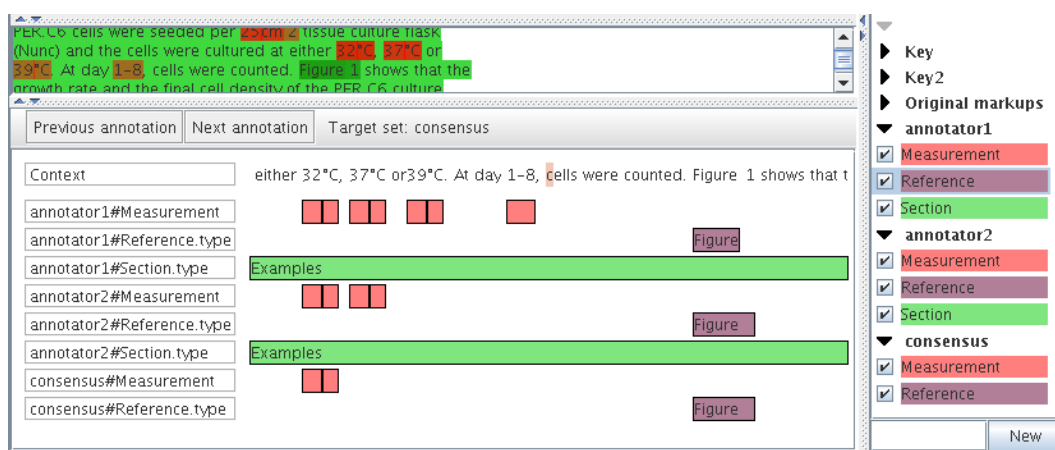 PER.C6 cells were seeded per 25cm 2 tissue culture flask
(Nunc) and the cells were cultured at either 32°C, 37°C or
39°C. At day 1–8, cells were counted. Figure 1 shows that the
growth rate and the final cell density of the PER.C6 culture
Previous annotation Next annotation Target set: consensus
Context either 32°C, 37°C or39°C. At day 1–8, cells were counted. Figure 1 shows that t
annotator1#Measurement
annotator1#Reference.type Figure
annotator1#Section.type Examples
annotator2#Measurement
annotator2#Reference.type Figure
annotator2#Section.type Examples
consensus#Measurement
consensus#Reference.type Figure
Key
Key2
Original markups
annotator1
Measurement
Reference
Section
annotator2
Measurement
Reference
Section
consensus
Measurement
Reference
New